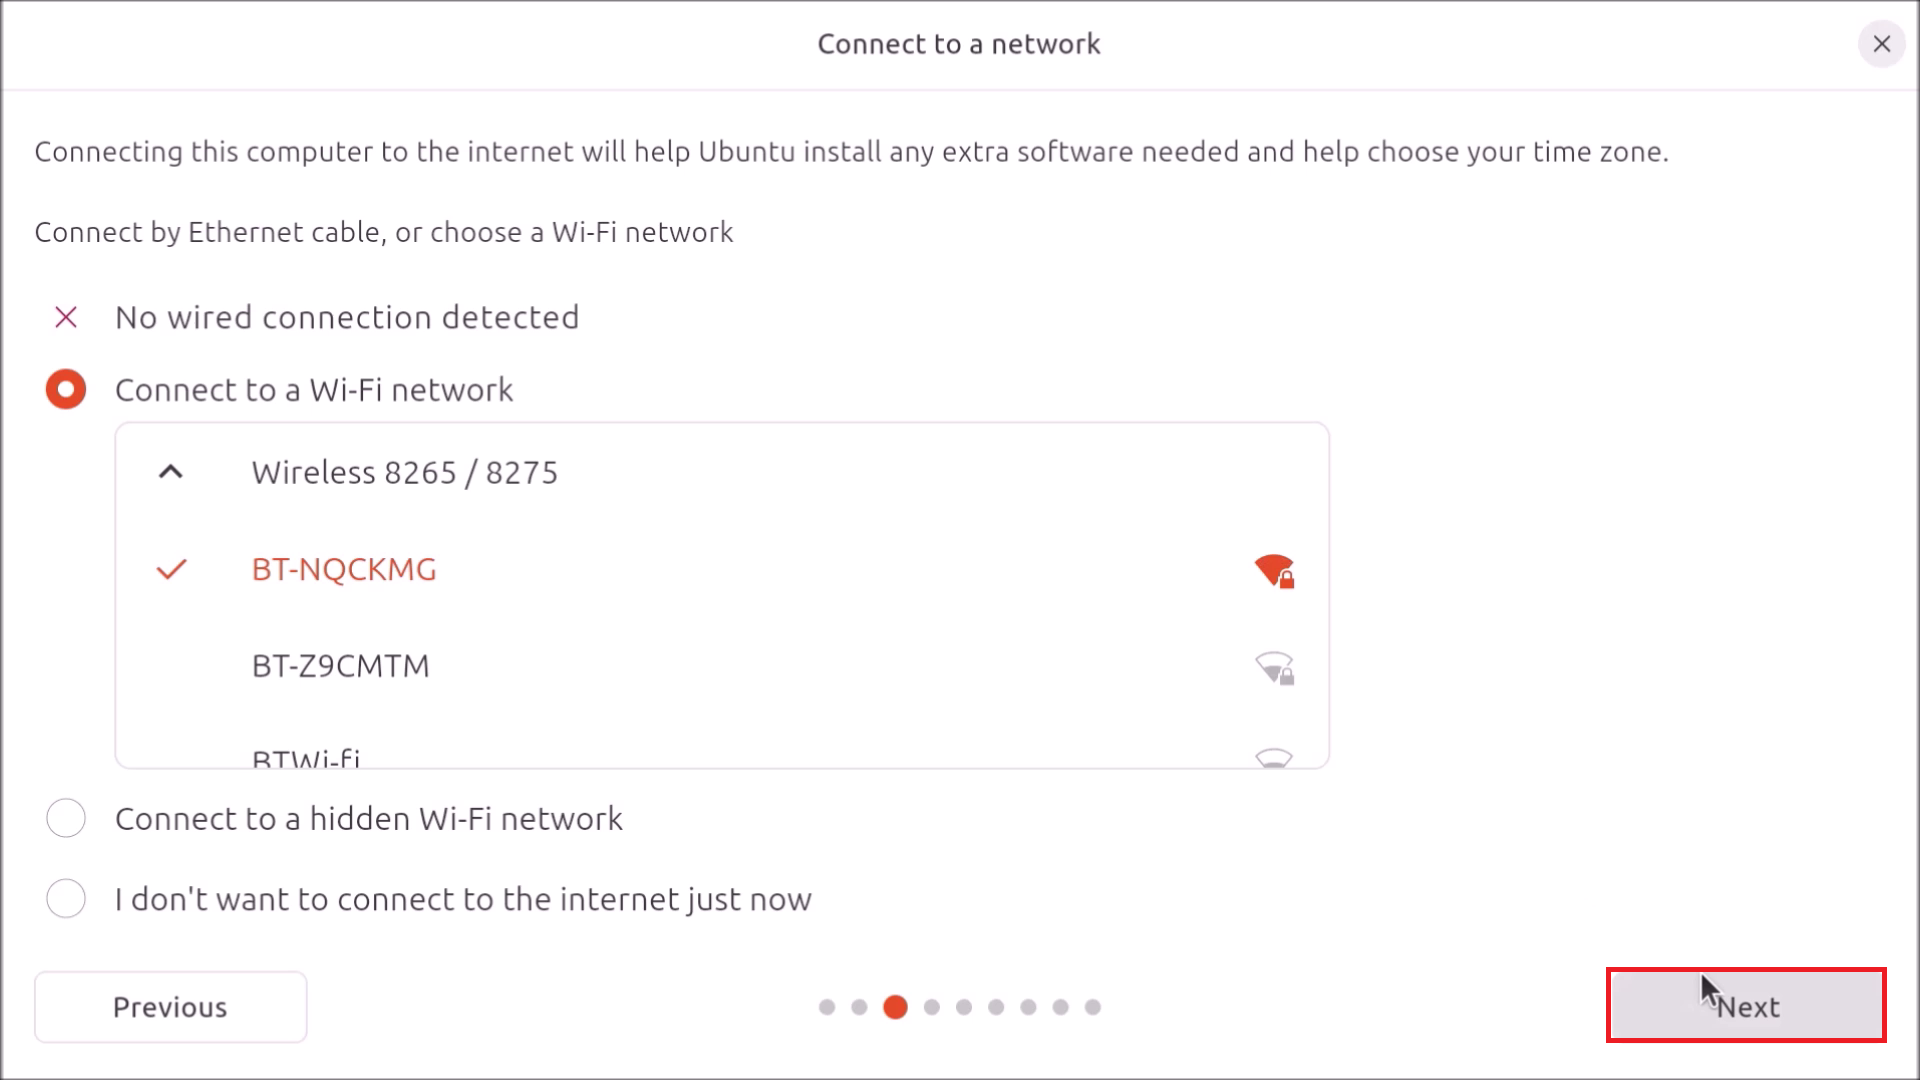 Connect to a network
Connecting this computer to the internet will help Ubuntu install any extra software needed and help choose your time zone.
Connect by Ethernet cable, or choose a Wi-Fi network
No wired connection detected
Connect to a Wi-Fi network
Wireless 8265 / 8275
BT-NQCKMG
BT-Z9CMTM
BTWi-fi
Connect to a hidden Wi-Fi network
I don't want to connect to the internet just now
Previous
Next